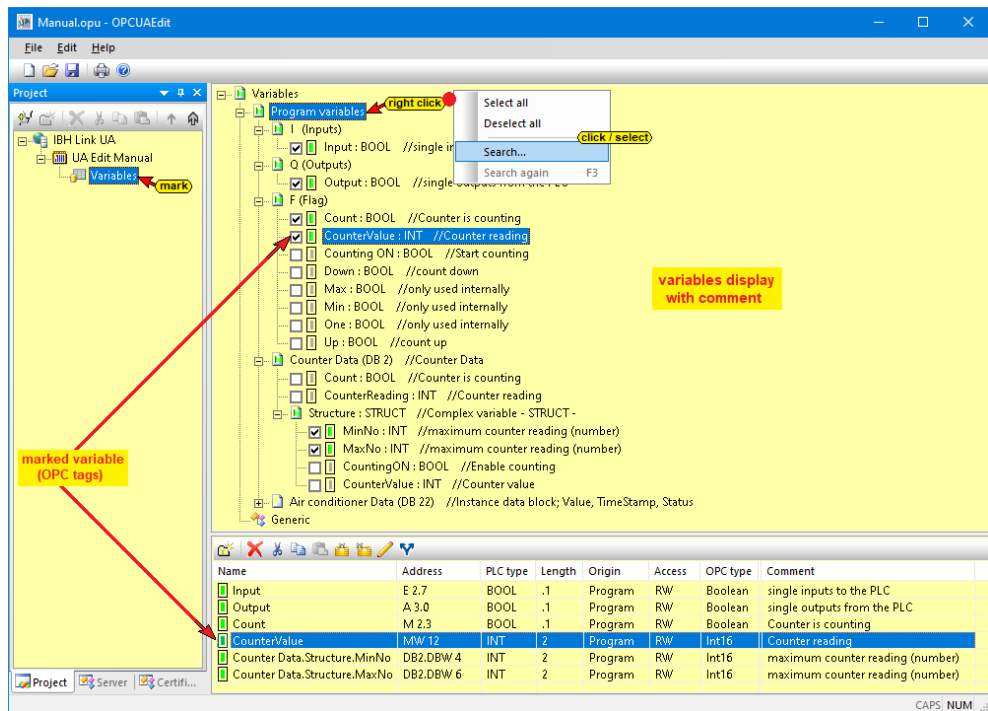 Manual.opu - OPCUAEdit
File Edit Help
Project
IBH Link UA
UA Edit Manual
Variables
mark
Variables
Program variables
right click
I (Inputs)
Input : BOOL //single
Q (Outputs)
Output : BOOL //single outputs from the PLC
F (Flag)
Count : BOOL //Counter is counting
CounterValue : INT //Counter reading
Counting ON : BOOL //Start counting
Down : BOOL //count down
Max : BOOL //only used internally
Min : BOOL //only used internally
One : BOOL //only used internally
Up : BOOL //count up
Counter Data (DB 2) //Counter Data
Count : BOOL //Counter is counting
CounterReading : INT //Counter reading
Structure : STRUCT //Complex variable - STRUCT -
MinNo : INT //maximum counter reading (number)
MaxNo : INT //maximum counter reading (number)
CountingON : BOOL //Enable counting
CounterValue : INT //Counter value
Air conditioner Data (DB 22) //Instance data block; Value, TimeStamp, Status
Generic
Select all
Deselect all
click / select
Search...
Search again F3
variables display
with comment
marked variable
(OPC tags)
Name Address PLC type Length Origin Access OPC type Comment
Input E 2.7 BOOL .1 Program RW Boolean single inputs to the PLC
Output A 3.0 BOOL .1 Program RW Boolean single outputs from the PLC
Count M 2.3 BOOL .1 Program RW Boolean Counter is counting
CounterValue MW 12 INT 2 Program RW Int16 Counter reading
Counter Data.Structure.MinNo DB2.DBW 4 INT 2 Program RW Int16 maximum counter reading (number)
Counter Data.Structure.MaxNo DB2.DBW 6 INT 2 Program RW Int16 maximum counter reading (number)
Project Server Certifi...
CAPS NUM